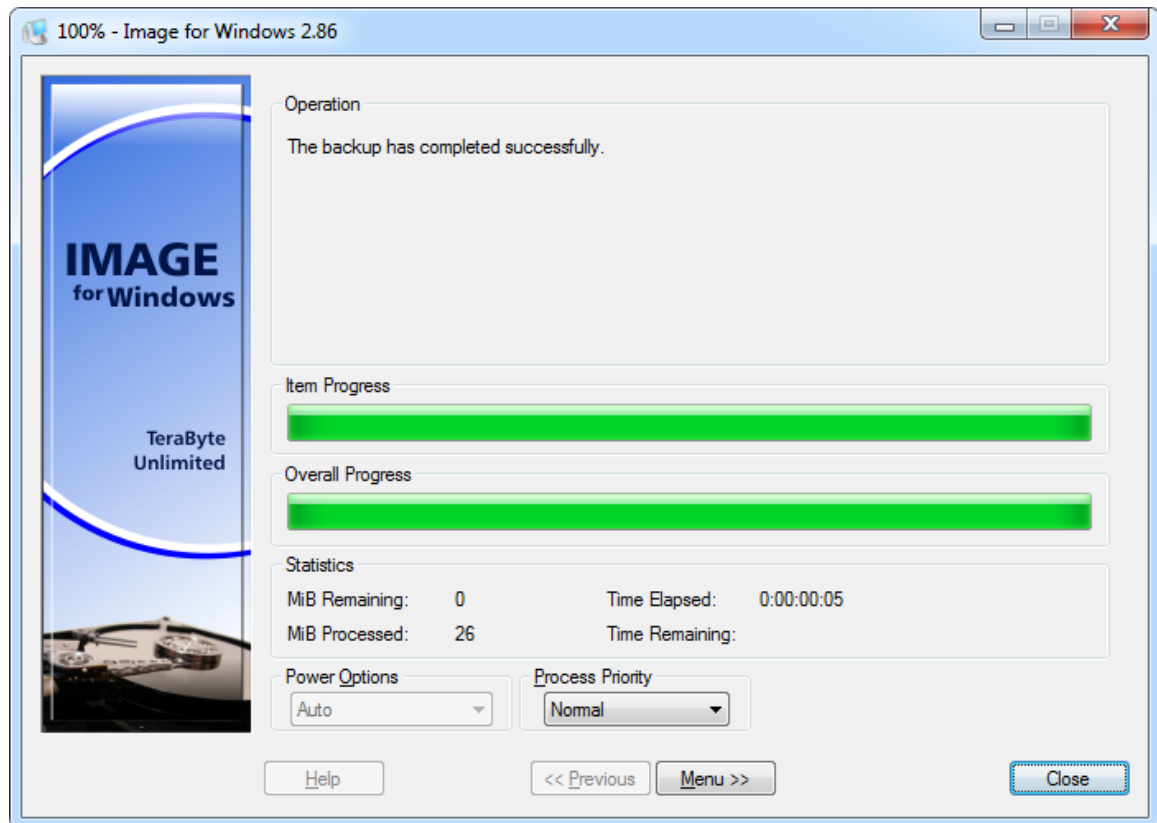 100% - Image for Windows 2.86
IMAGE
for Windows
TeraByte
Unlimited
Operation
The backup has completed successfully.
Item Progress
Overall Progress
Statistics
MiB Remaining: 0 Time Elapsed: 0:00:00:05
MiB Processed: 26 Time Remaining:
Power Options Process Priority
Auto Normal
Help << Previous Menu >> Close